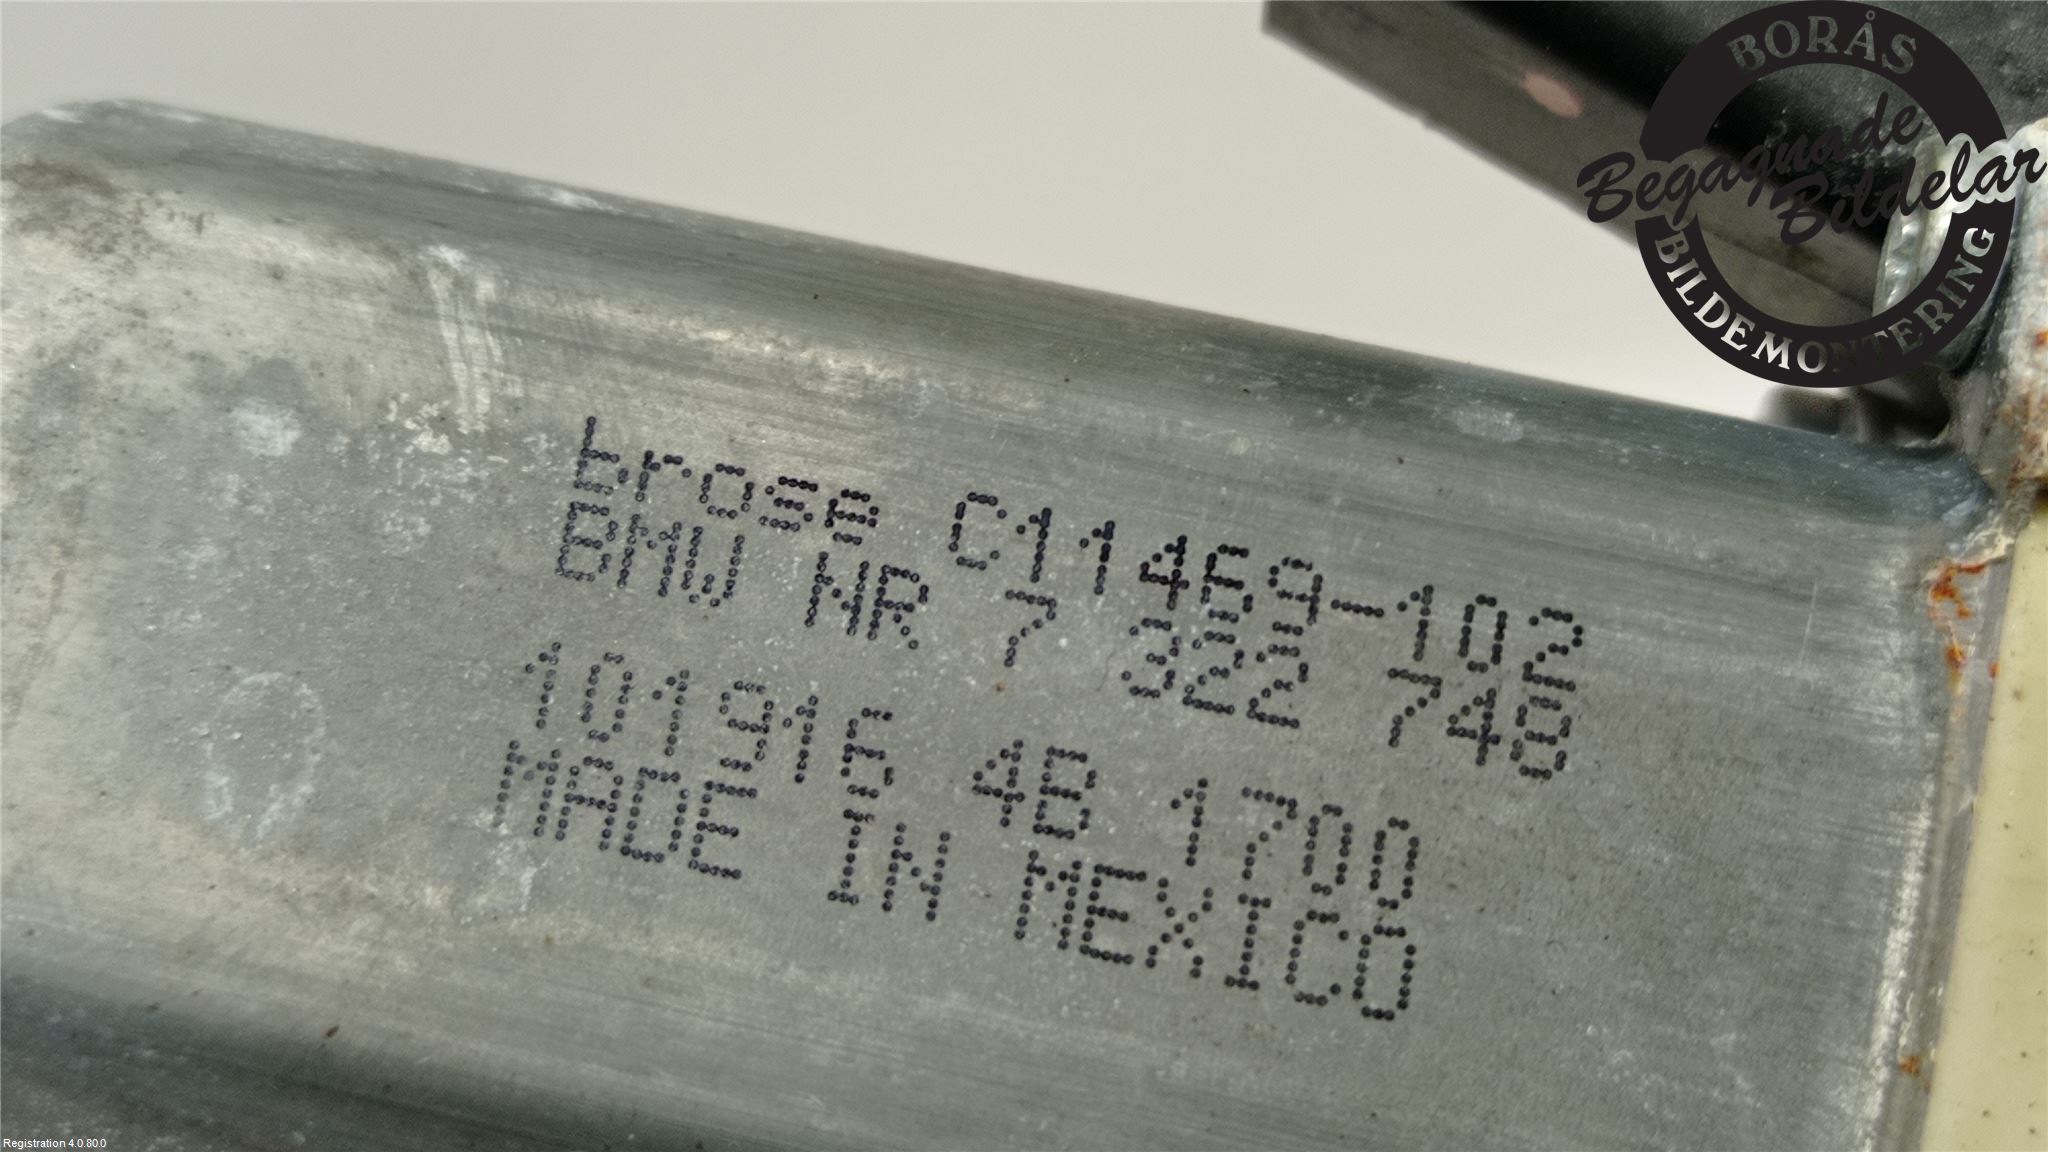 BORÅS
Begagnade
Bildelar
BILDEMONTERING
brose C11469-102
BMW NR 7 322 748
101916 4B 1700
MADE IN MEXICO
Registration 4.0.80.0